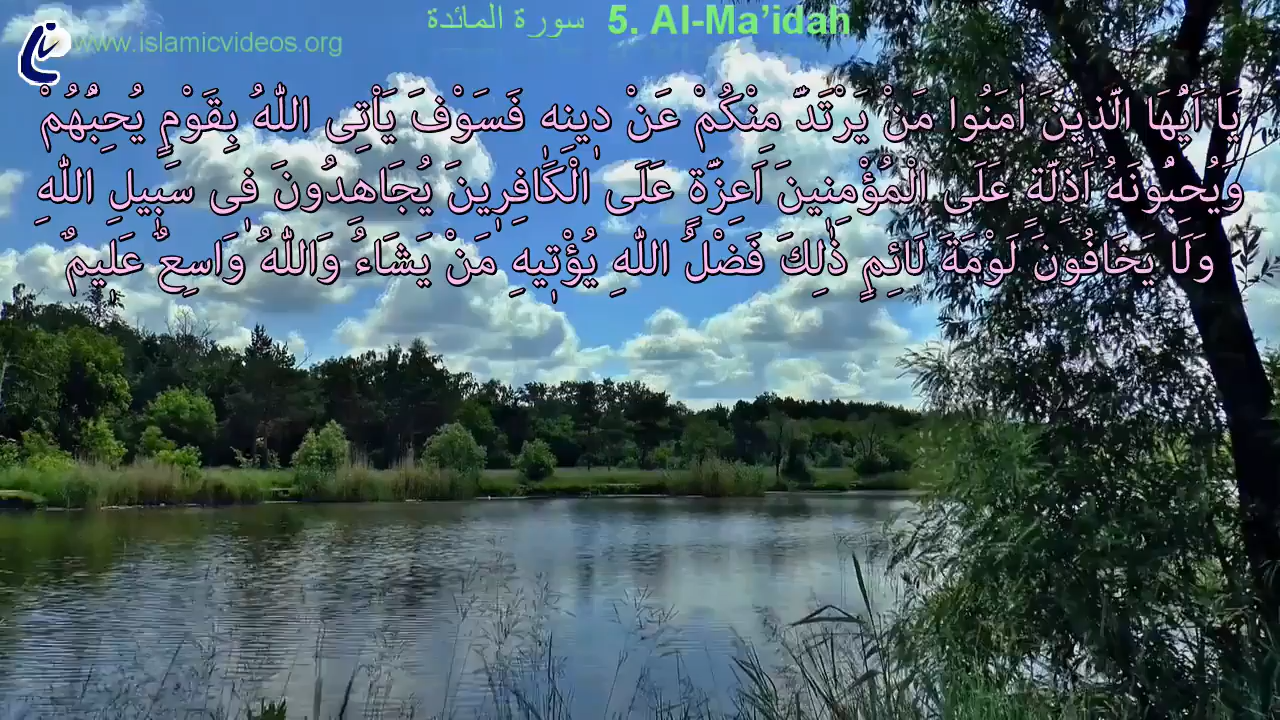 www.islamicvideos.org
سورة المائدة 5. Al-Ma’idah
يَا اَيُّهَا الَّذٖينَ اٰمَنُوا مَنْ يَرْتَدَّ مِنْكُمْ عَنْ دٖينِهٖ فَسَوْفَ يَاْتِى اللّٰهُ بِقَوْمٍ يُحِبُّهُمْ
وَيُحِبُّونَهُ اَذِلَّةٍ عَلَى الْمُؤْمِنٖينَ اَعِزَّةٍ عَلَى الْكَافِرٖينَ يُجَاهِدُونَ فٖى سَبٖيلِ اللّٰهِ
وَلَا يَخَافُونَ لَوْمَةَ لَائِمٍ ذٰلِكَ فَضْلُ اللّٰهِ يُؤْتٖيهِ مَنْ يَشَاءُ وَاللّٰهُ وَاسِعٌ عَلٖيمٌ